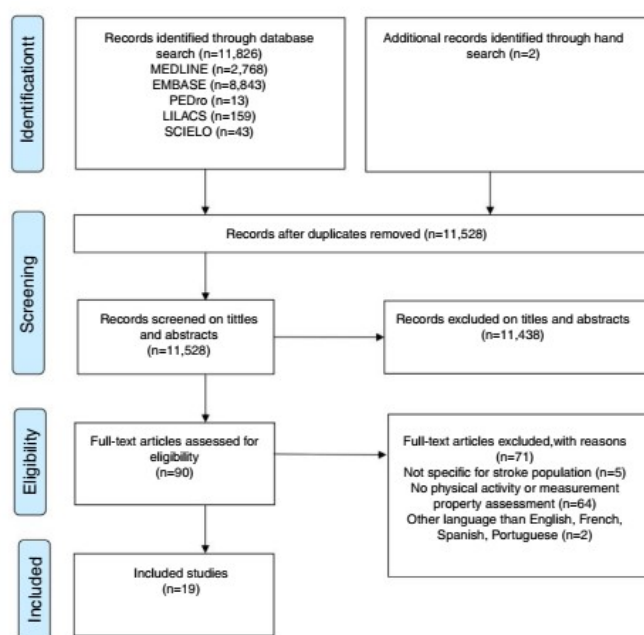 Identificationtt
Records identified through database
search (n=11,826)
MEDLINE (n=2,768)
EMBASE (n=8,843)
PEDro (n=13)
LILACS (n=159)
SCIELO (n=43)
Additional records identified through hand
search (n=2)
Screening
Records after duplicates removed (n=11,528)
Records screened on tittles
and abstracts
(n=11,528)
Records excluded on titles and abstracts
(n=11,438)
Eligibility
Full-text articles assessed for
eligibility
(n=90)
Full-text articles excluded,with reasons
(n=71)
Not specific for stroke population (n=5)
No physical activity or measurement
property assessment (n=64)
Other language than English, French,
Spanish, Portuguese (n=2)
Included
Included studies
(n=19)